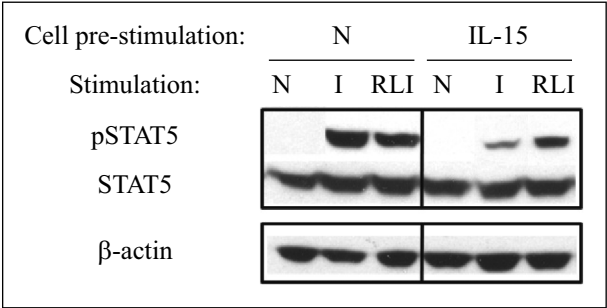 Cell pre-stimulation: N IL-15
Stimulation: N I RLI N I RLI
pSTAT5
STAT5
β-actin